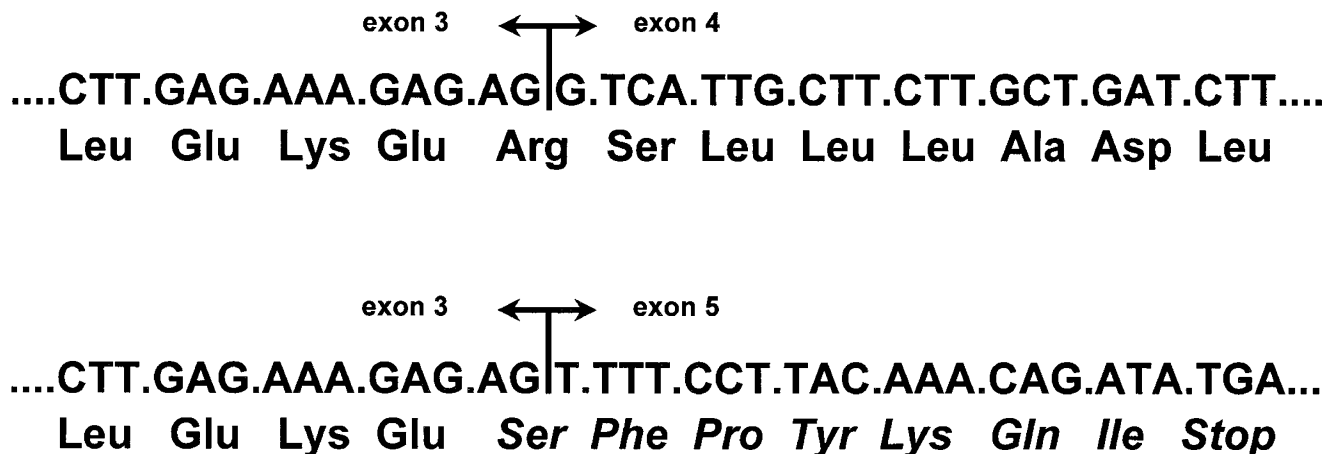 exon 3 exon 4
....CTT.GAG.AAA.GAG.AG|G.TCA.TTG.CTT.CTT.GCT.GAT.CTT....
Leu Glu Lys Glu Arg Ser Leu Leu Leu Ala Asp Leu
exon 3 exon 5
....CTT.GAG.AAA.GAG.AG|T.TTT.CCT.TAC.AAA.CAG.ATA.TGA...
Leu Glu Lys Glu Ser Phe Pro Tyr Lys Gln Ile Stop